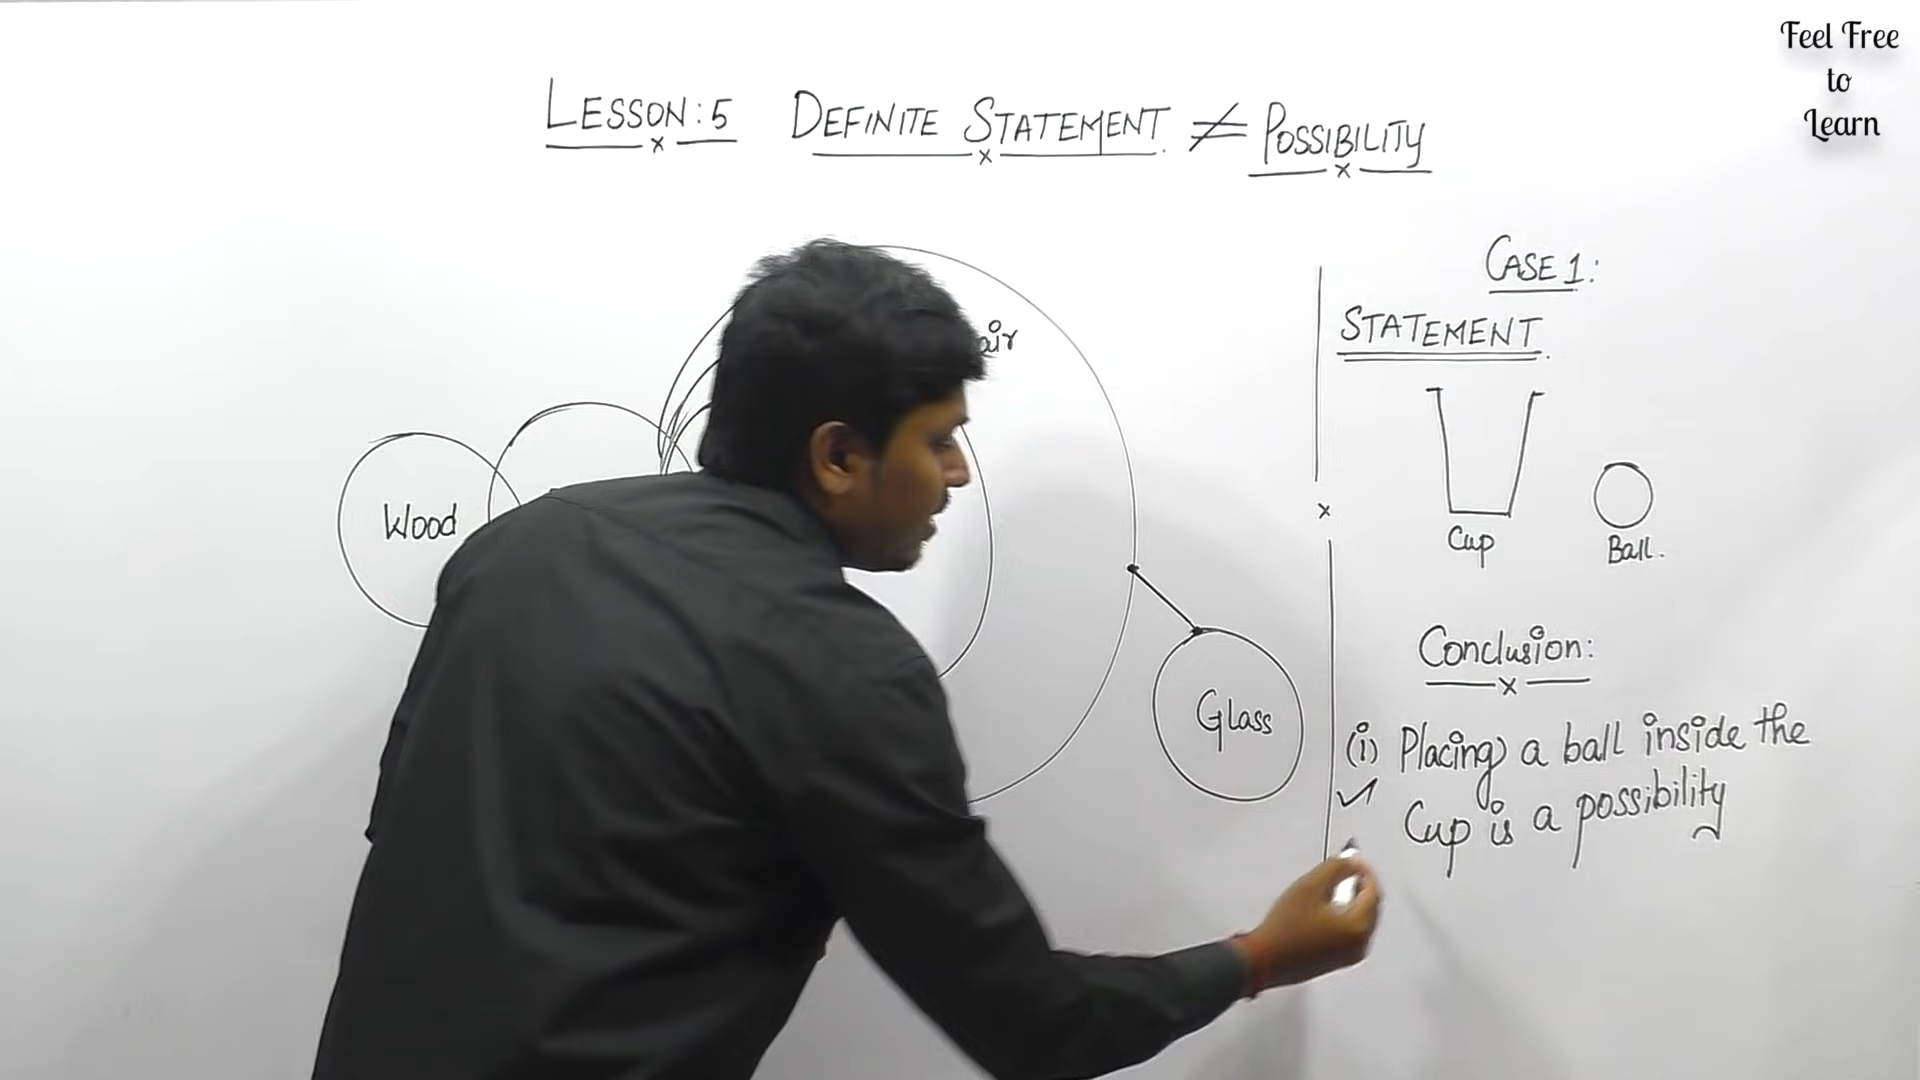 Feel Free
to
Learn
LESSON: 5 DEFINITE STATEMENT ≠ POSSIBILITY
CASE 1:
STATEMENT
Cup
Ball.
Wood
Glass
Conclusion:
(i) Placing a ball inside the
Cup is a possibility